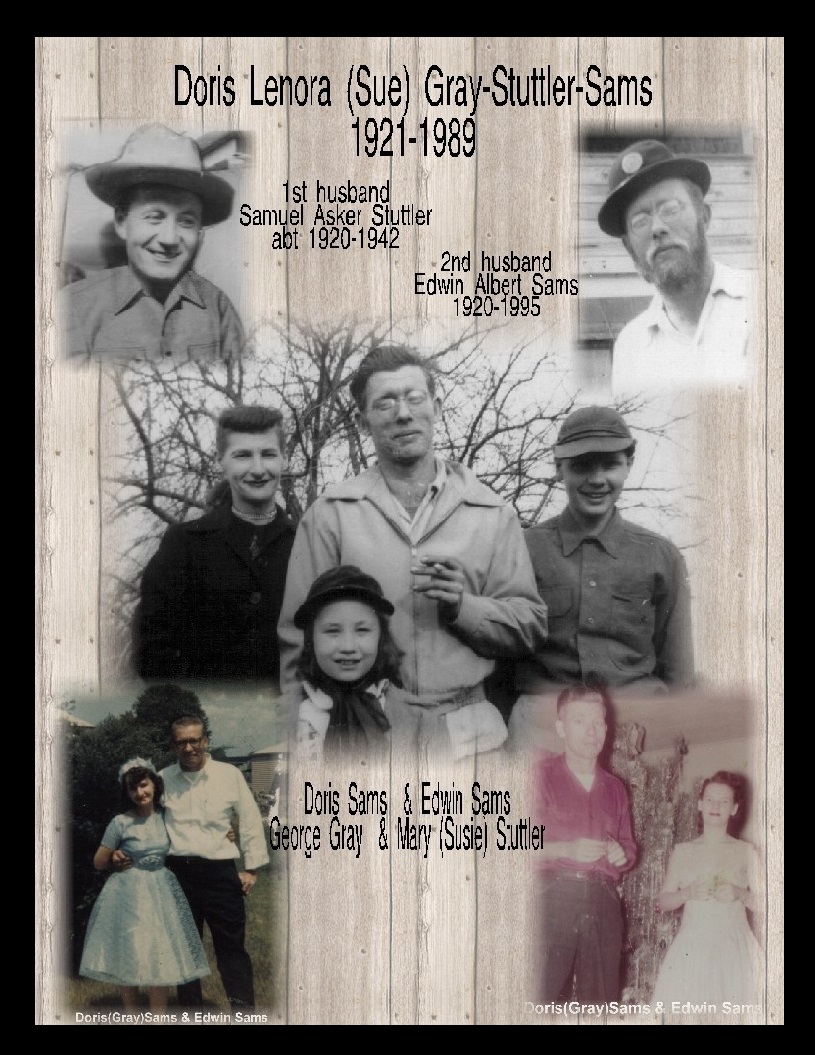 Doris Lenora (Sue) Gray-Stuttler-Sams
1921-1989
1st husband
Samuel Asker Stuttler
abt 1920-1942
2nd husband
Edwin Albert Sams
1920-1995
Doris Sams & Edwin Sams
George Gray & Mary (Susie) Stuttler
Doris(Gray)Sams & Edwin Sams
Doris(Gray)Sams & Edwin Sams